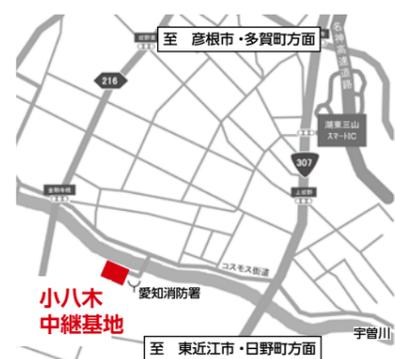 至　彦根市・多賀町方面
名神高速道路
216
湖東三山
スマートIC
307
コスモス街道
小八木
中継基地
愛知消防署
宇曽川
至　東近江市・日野町方面